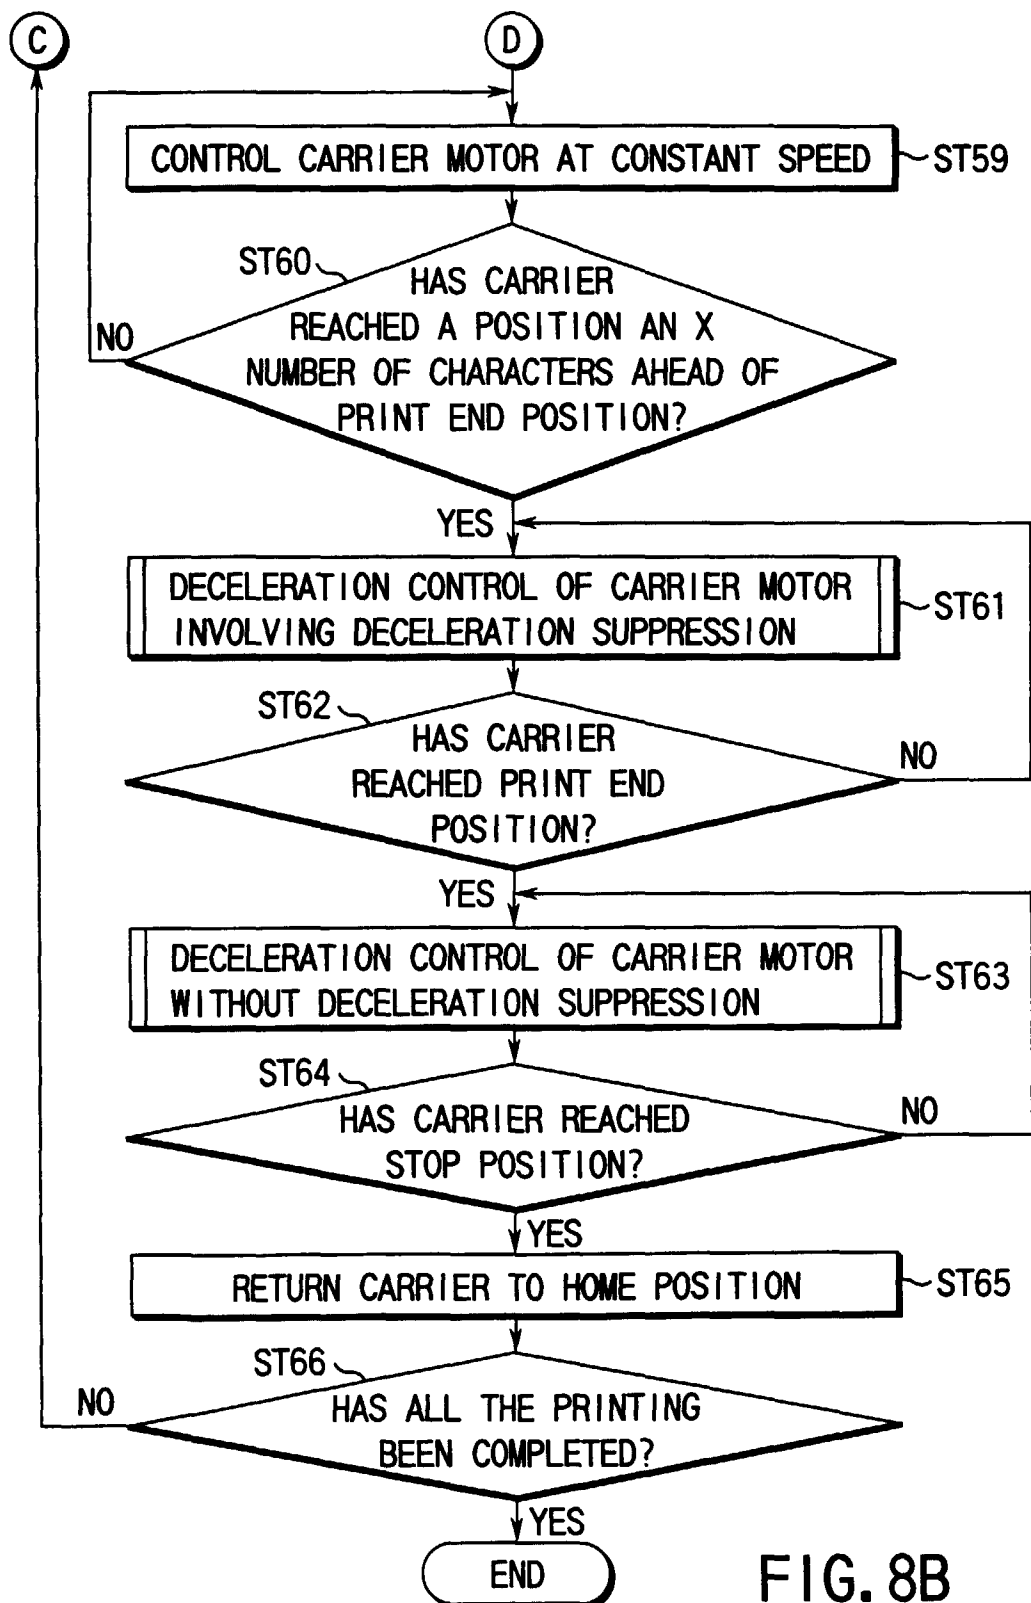 C
D
CONTROL CARRIER MOTOR AT CONSTANT SPEED
ST59
ST60
HAS CARRIER
REACHED A POSITION AN X
NUMBER OF CHARACTERS AHEAD OF
PRINT END POSITION?
NO
YES
DECELERATION CONTROL OF CARRIER MOTOR
INVOLVING DECELERATION SUPPRESSION
ST61
ST62
HAS CARRIER
REACHED PRINT END
POSITION?
NO
YES
DECELERATION CONTROL OF CARRIER MOTOR
WITHOUT DECELERATION SUPPRESSION
ST63
ST64
HAS CARRIER REACHED
STOP POSITION?
NO
YES
RETURN CARRIER TO HOME POSITION
ST65
ST66
HAS ALL THE PRINTING
BEEN COMPLETED?
NO
YES
END
FIG. 8B